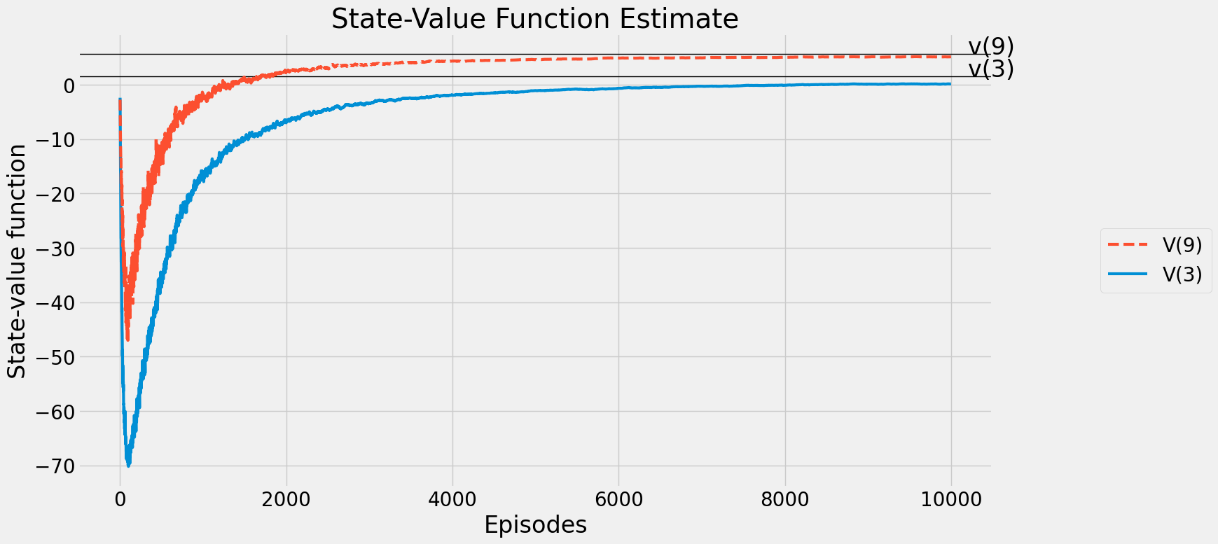 State-Value Function Estimate
v(9)
v(3)
0
−10
−20
−30
−40
−50
−60
−70
State-value function
0 2000 4000 6000 8000 10000
Episodes
V(9)
V(3)